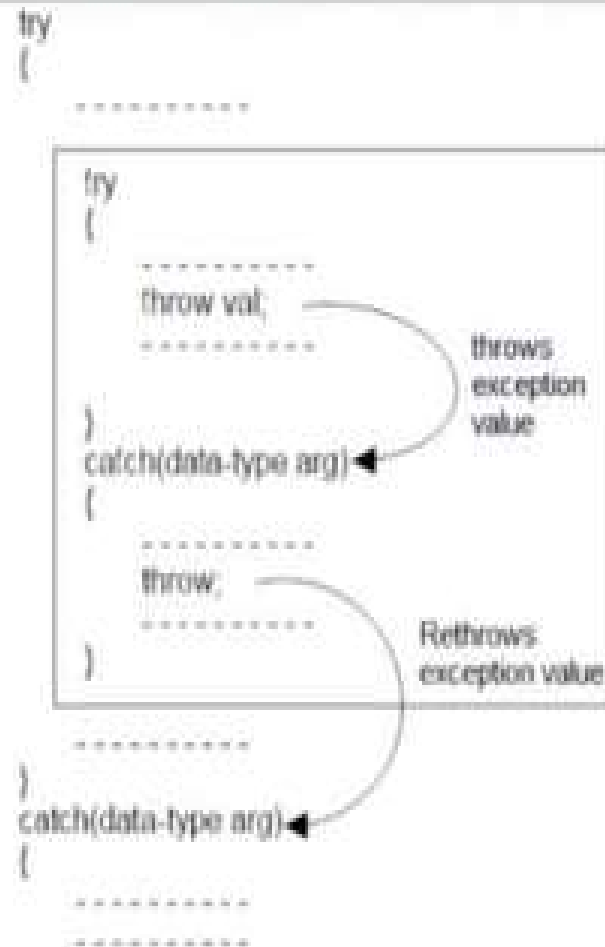 try
{
- - - - - - - - - -
try
{
- - - - - - - - - -
throw val;
- - - - - - - - - -
throws
exception
value
}
catch(data-type arg)
{
- - - - - - - - - -
throw;
- - - - - - - - - -
Rethrows
exception value
}
- - - - - - - - - -
}
catch(data-type arg)
{
- - - - - - - - - -
- - - - - - - - - -